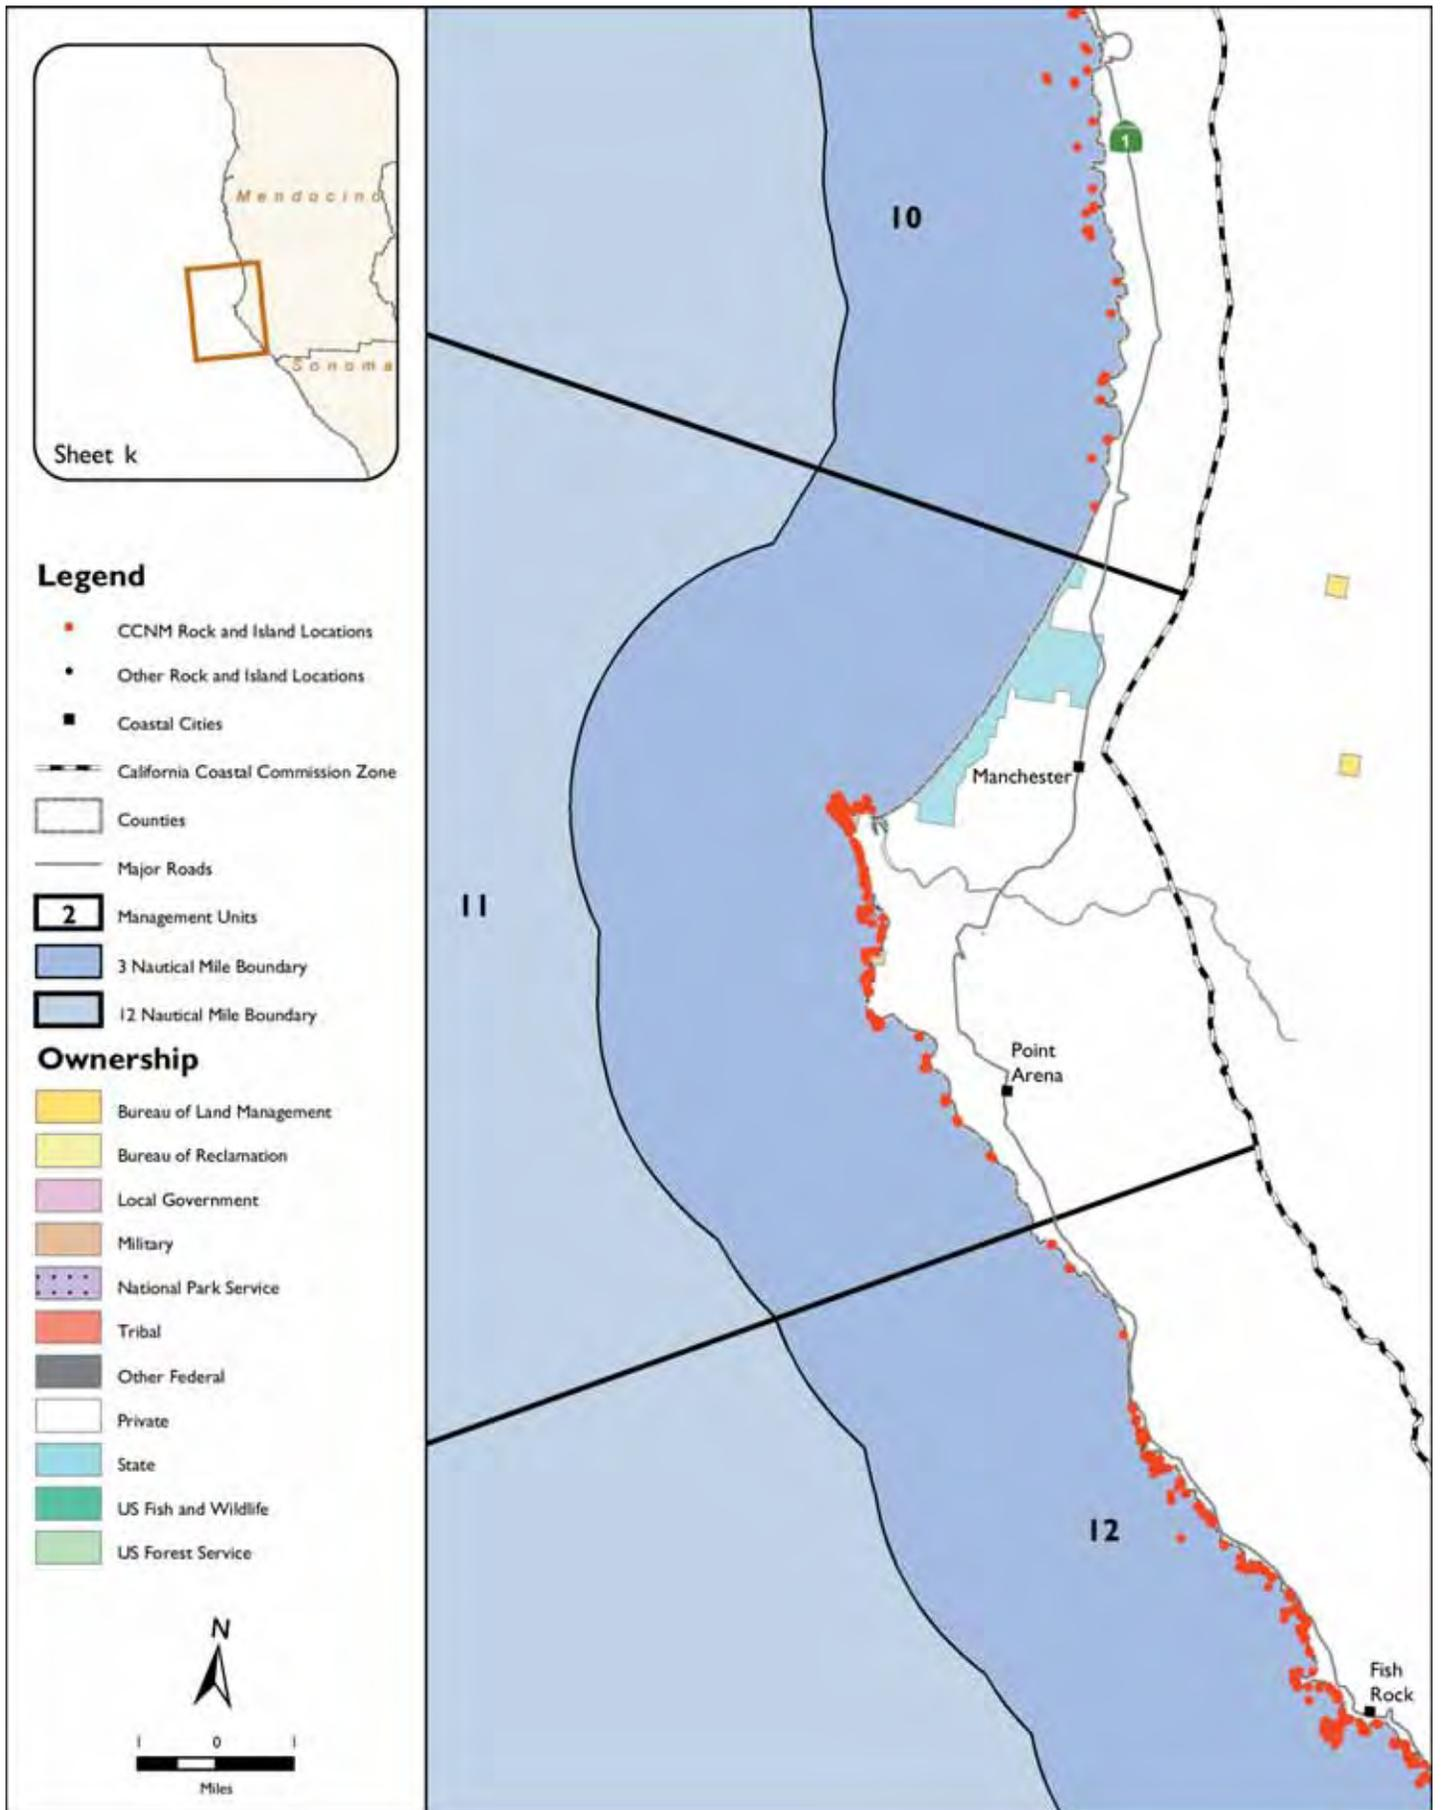 Mendocino
Sonoma
Sheet k
Legend
CCNM Rock and Island Locations
Other Rock and Island Locations
Coastal Cities
California Coastal Commission Zone
Counties
Major Roads
2
Management Units
3 Nautical Mile Boundary
12 Nautical Mile Boundary
Ownership
Bureau of Land Management
Bureau of Reclamation
Local Government
Military
National Park Service
Tribal
Other Federal
Private
State
US Fish and Wildlife
US Forest Service
N
1 0 1
Miles
1
10
Manchester
11
Point
Arena
12
Fish
Rock